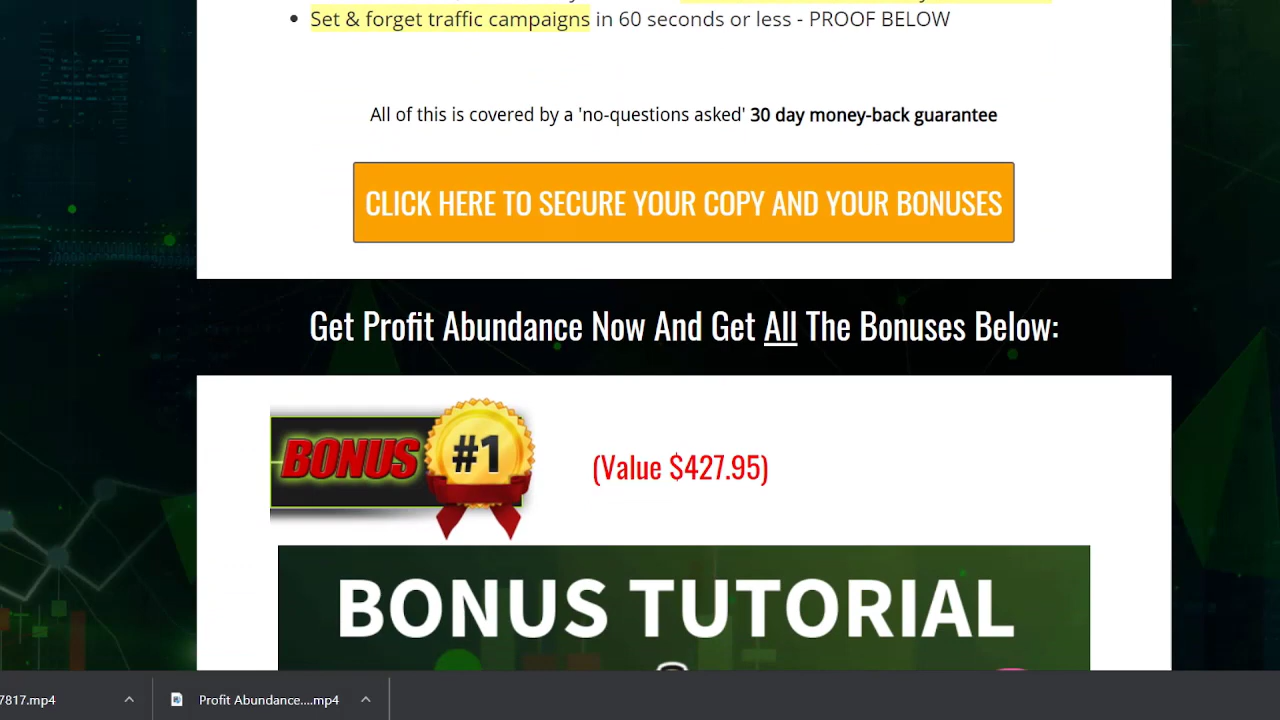 Set & forget traffic campaigns in 60 seconds or less - PROOF BELOW
All of this is covered by a 'no-questions asked' 30 day money-back guarantee
CLICK HERE TO SECURE YOUR COPY AND YOUR BONUSES
Get Profit Abundance Now And Get All The Bonuses Below:
BONUS #1
(Value $427.95)
BONUS TUTORIAL
7817.mp4
Profit Abundance....mp4